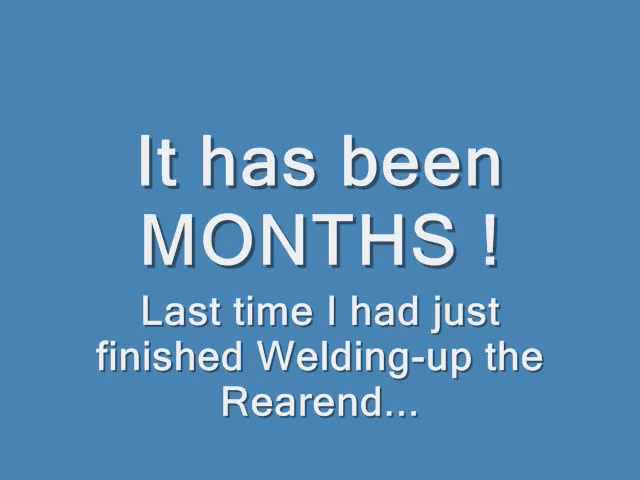 It has been
MONTHS !
Last time I had just
finished Welding-up the
Rearend...